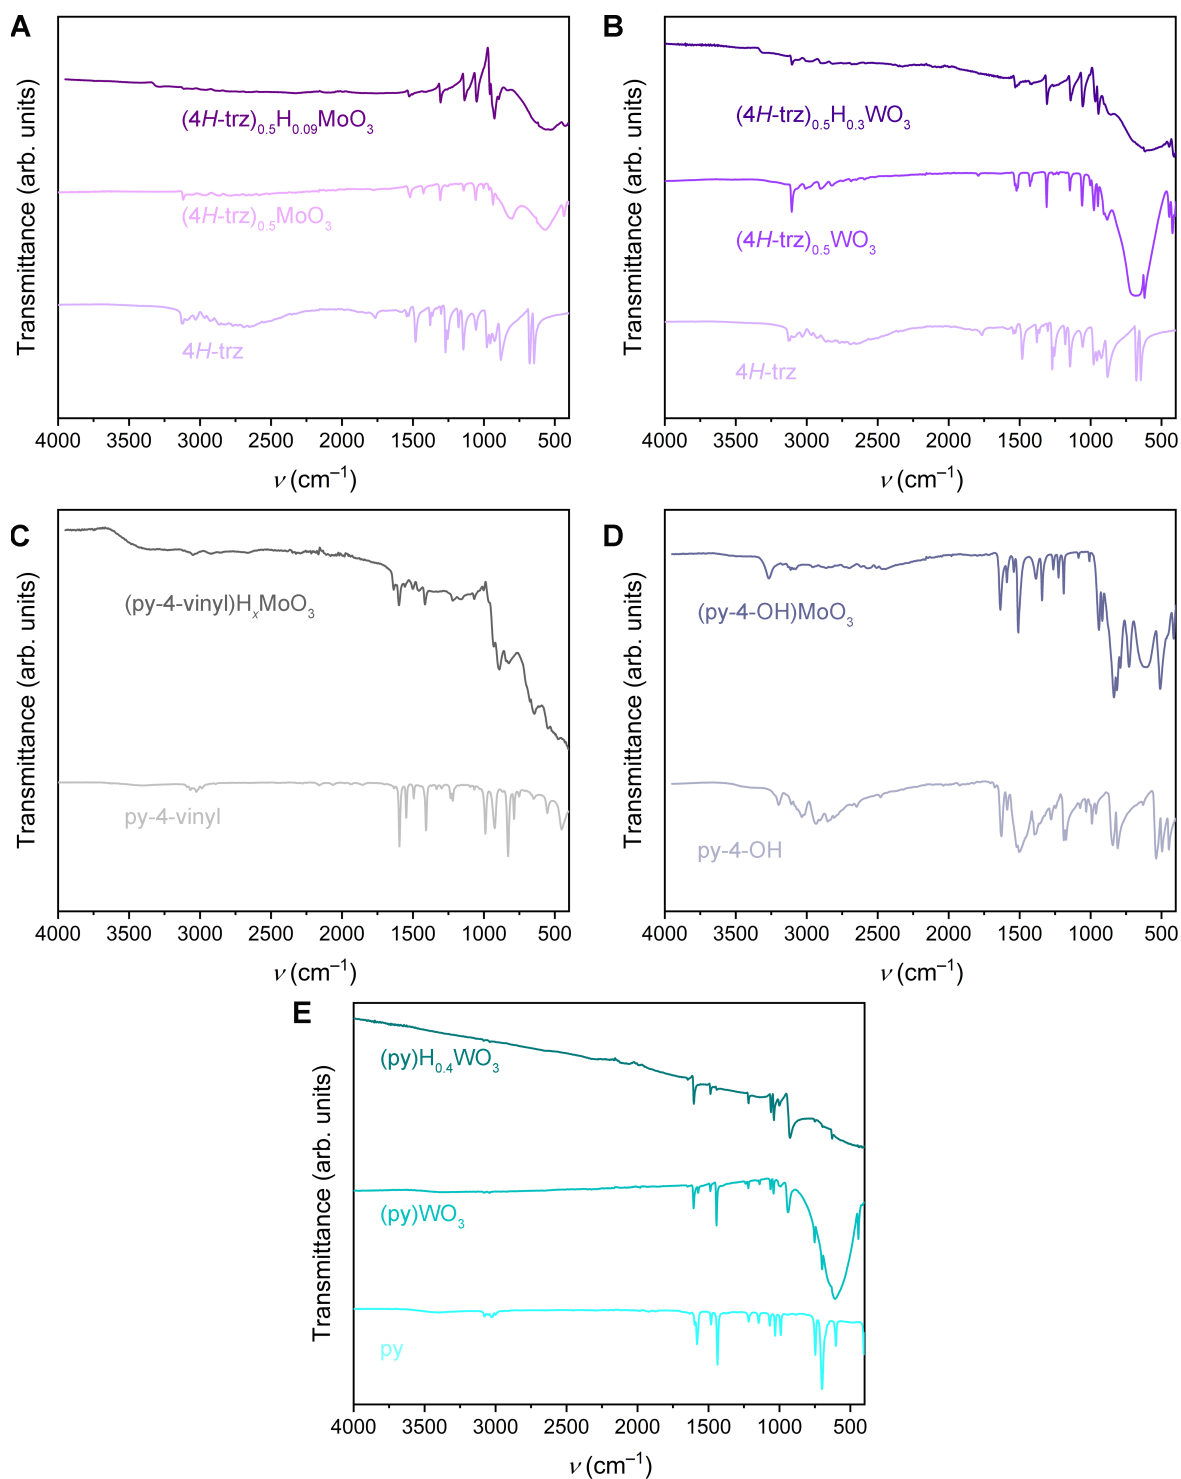 A
Transmittance (arb. units)
(4H-trz)0.5H0.09MoO3
(4H-trz)0.5MoO3
4H-trz
4000 3500 3000 2500 2000 1500 1000 500
ν (cm–1)
B
Transmittance (arb. units)
(4H-trz)0.5H0.3WO3
(4H-trz)0.5WO3
4H-trz
4000 3500 3000 2500 2000 1500 1000 500
ν (cm–1)
C
Transmittance (arb. units)
(py-4-vinyl)HxMoO3
py-4-vinyl
4000 3500 3000 2500 2000 1500 1000 500
ν (cm–1)
D
Transmittance (arb. units)
(py-4-OH)MoO3
py-4-OH
4000 3500 3000 2500 2000 1500 1000 500
ν (cm–1)
E
Transmittance (arb. units)
(py)H0.4WO3
(py)WO3
py
4000 3500 3000 2500 2000 1500 1000 500
ν (cm–1)